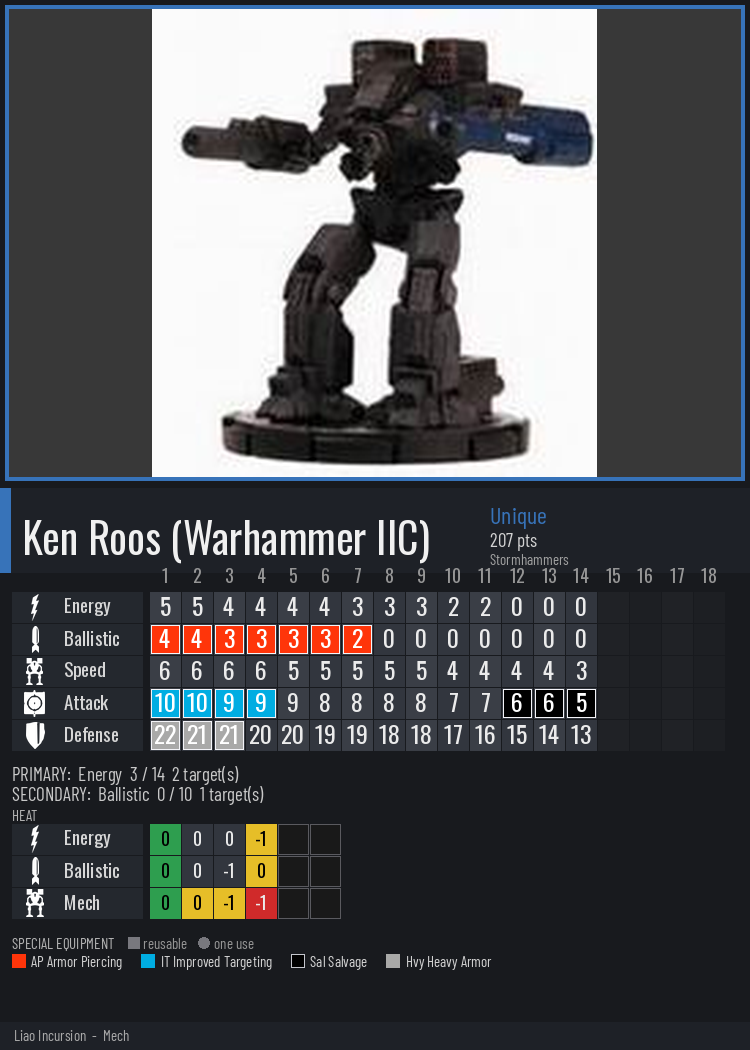 Ken Roos (Warhammer IIC)
Unique
207 pts
Stormhammers
1 2 3 4 5 6 7 8 9 10 11 12 13 14 15 16 17 18
Energy 5 5 4 4 4 4 3 3 3 2 2 0 0 0
Ballistic 4 4 3 3 3 3 2 0 0 0 0 0 0 0
Speed 6 6 6 6 5 5 5 5 5 4 4 4 4 3
Attack 10 10 9 9 9 8 8 8 8 7 7 6 6 5
Defense 22 21 21 20 20 19 19 18 18 17 16 15 14 13
PRIMARY: Energy 3 / 14 2 target(s)
SECONDARY: Ballistic 0 / 10 1 target(s)
HEAT
Energy 0 0 0 -1
Ballistic 0 0 -1 0
Mech 0 0 -1 -1
SPECIAL EQUIPMENT reusable one use
AP Armor Piercing IT Improved Targeting Sal Salvage Hvy Heavy Armor
Liao Incursion - Mech